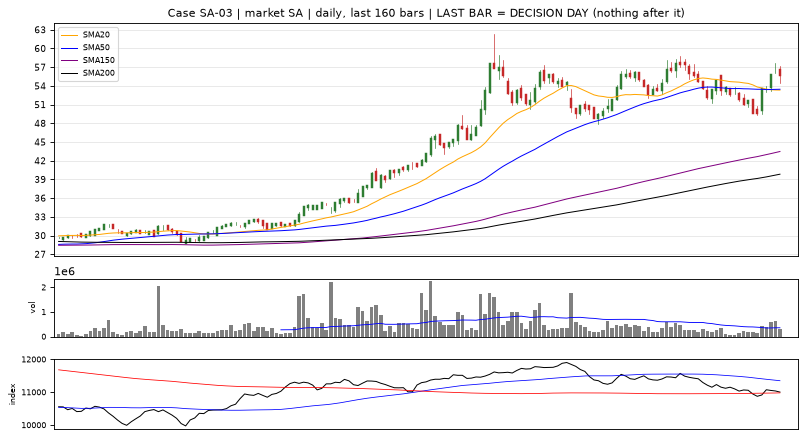 Case SA-03 | market SA | daily, last 160 bars | LAST BAR = DECISION DAY (nothing after it)
SMA20
SMA50
SMA150
SMA200
63
60
57
54
51
48
45
42
39
36
33
30
27
1e6
vol
2
1
0
index
12000
11000
10000